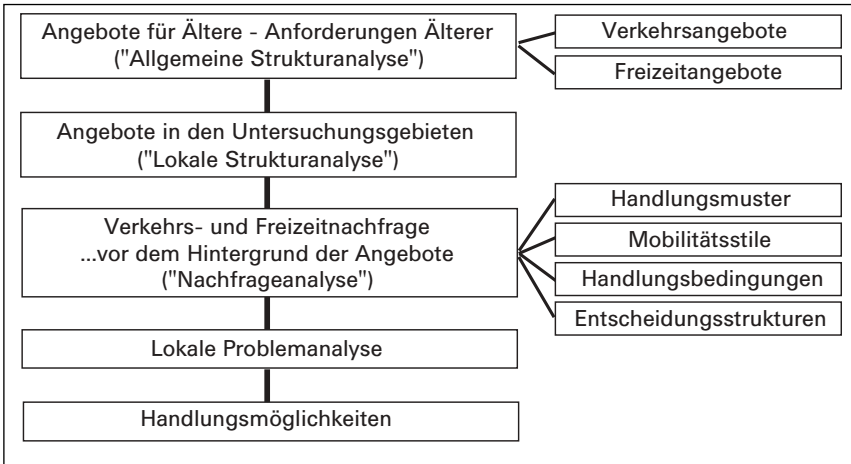 Angebote für Ältere - Anforderungen Älterer
("Allgemeine Strukturanalyse")
Verkehrsangebote
Freizeitangebote
Angebote in den Untersuchungsgebieten
("Lokale Strukturanalyse")
Verkehrs- und Freizeitnachfrage
...vor dem Hintergrund der Angebote
("Nachfrageanalyse")
Handlungsmuster
Mobilitätsstile
Handlungsbedingungen
Entscheidungsstrukturen
Lokale Problemanalyse
Handlungsmöglichkeiten